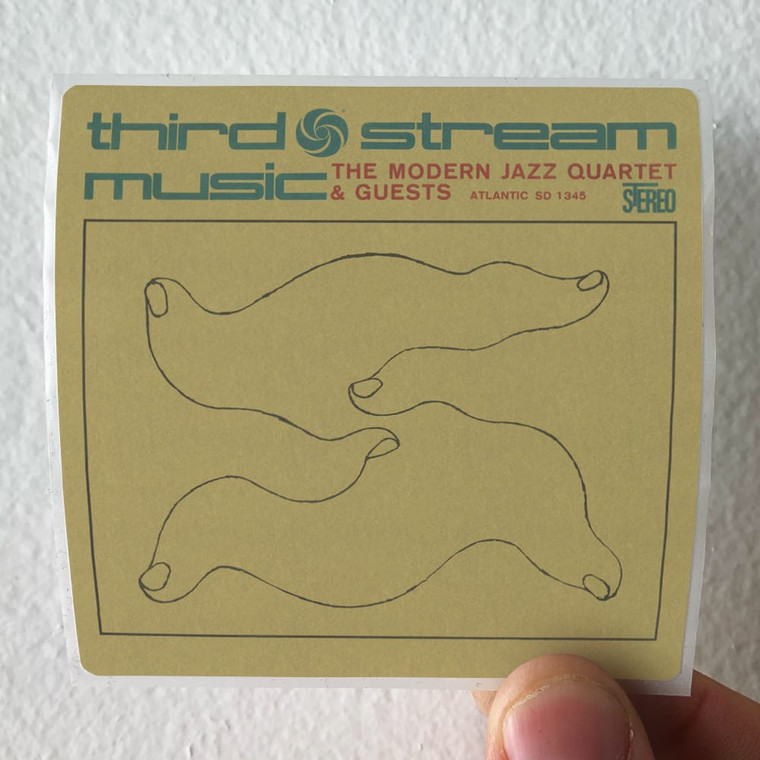 third stream
music THE MODERN JAZZ QUARTET
& GUESTS ATLANTIC SD 1345 STEREO